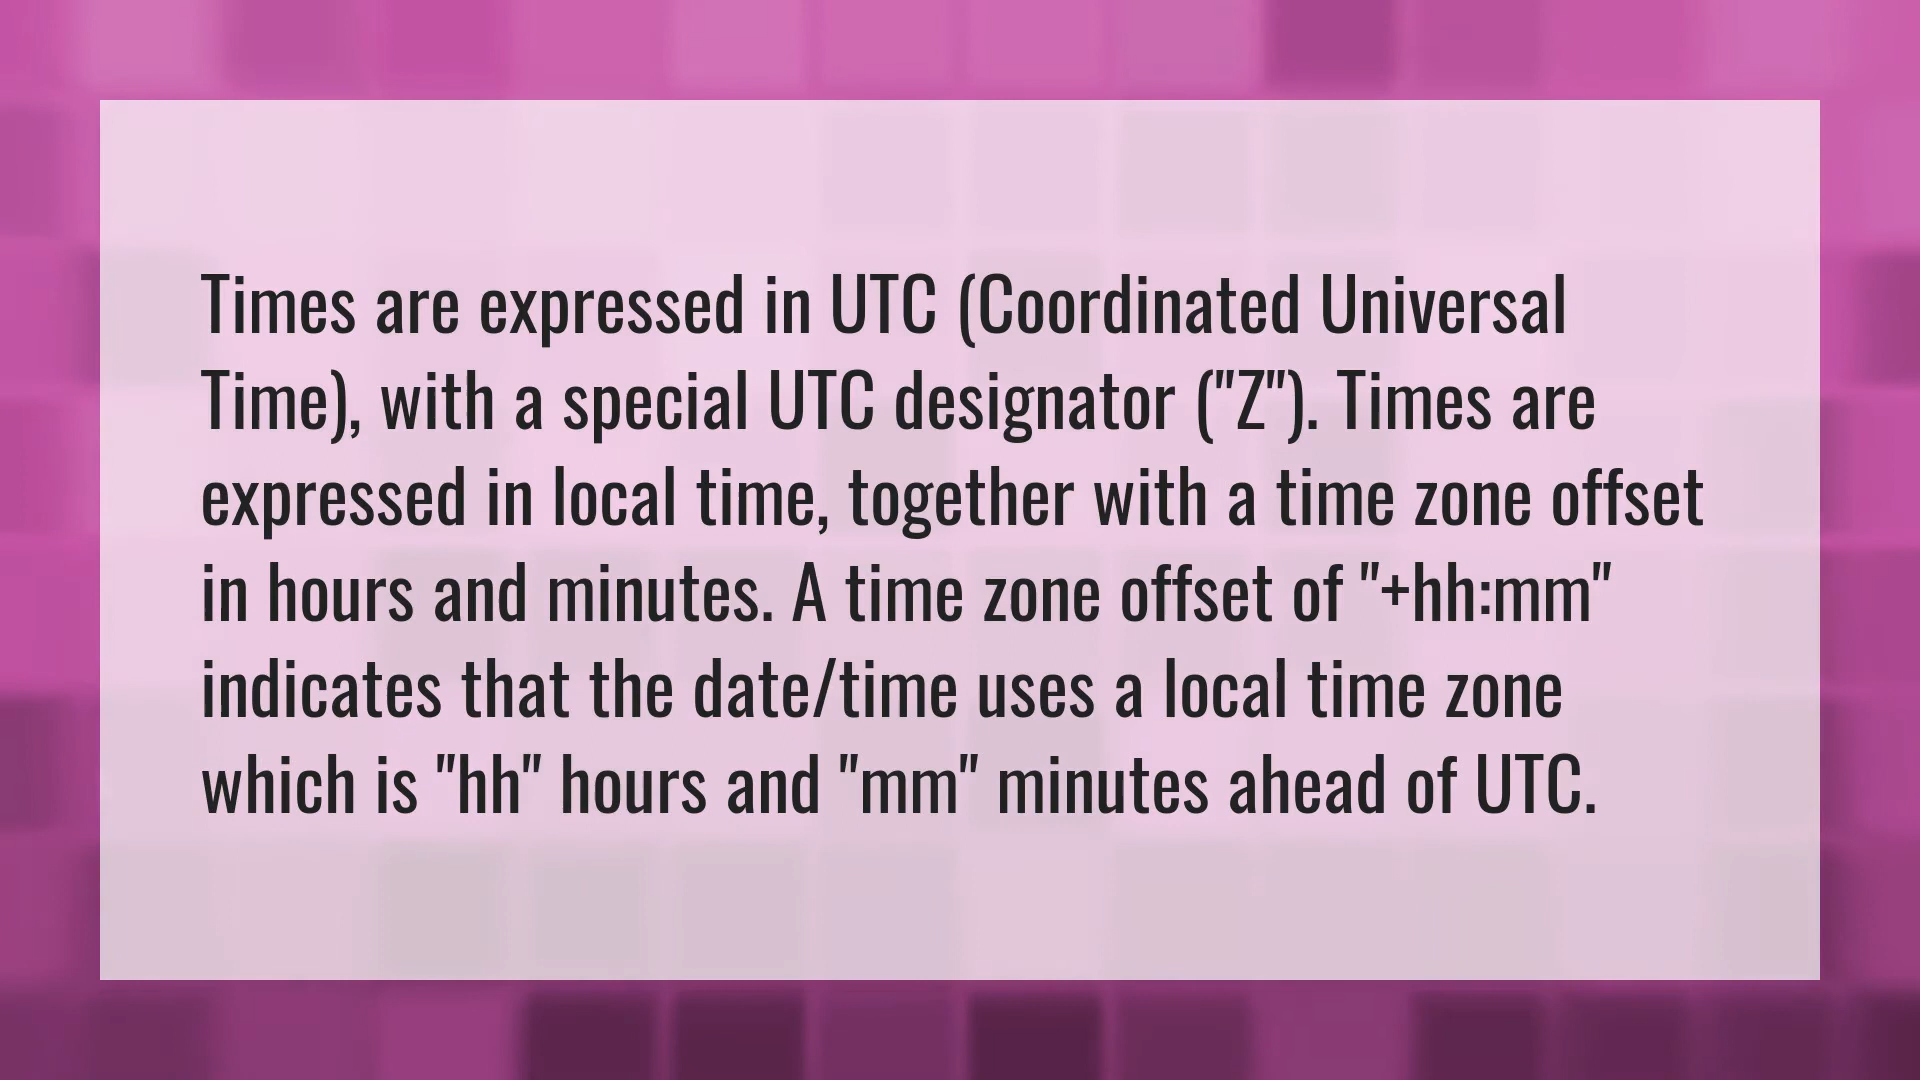 Times are expressed in UTC (Coordinated Universal
Time), with a special UTC designator ("Z"). Times are
expressed in local time, together with a time zone offset
in hours and minutes. A time zone offset of "+hh:mm"
indicates that the date/time uses a local time zone
which is "hh" hours and "mm" minutes ahead of UTC.